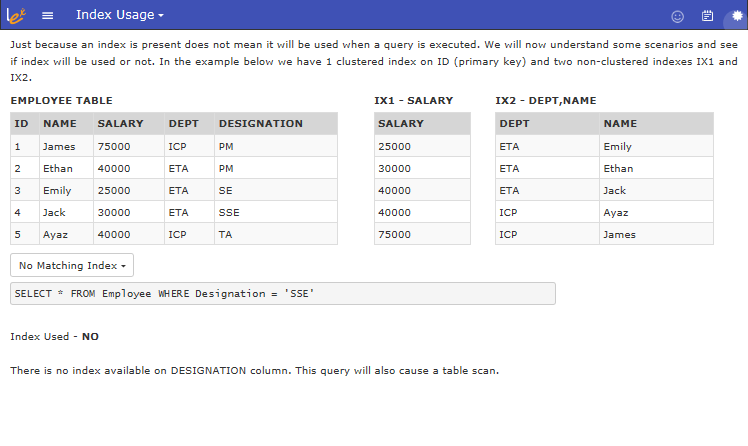 Lex Index Usage
Just because an index is present does not mean it will be used when a query is executed. We will now understand some scenarios and see
if index will be used or not. In the example below we have 1 clustered index on ID (primary key) and two non-clustered indexes IX1 and
IX2.
EMPLOYEE TABLE
ID NAME SALARY DEPT DESIGNATION
1 James 75000 ICP PM
2 Ethan 40000 ETA PM
3 Emily 25000 ETA SE
4 Jack 30000 ETA SSE
5 Ayaz 40000 ICP TA
IX1 - SALARY
SALARY
25000
30000
40000
40000
75000
IX2 - DEPT,NAME
DEPT NAME
ETA Emily
ETA Ethan
ETA Jack
ICP Ayaz
ICP James
No Matching Index
SELECT * FROM Employee WHERE Designation = 'SSE'
Index Used - NO
There is no index available on DESIGNATION column. This query will also cause a table scan.